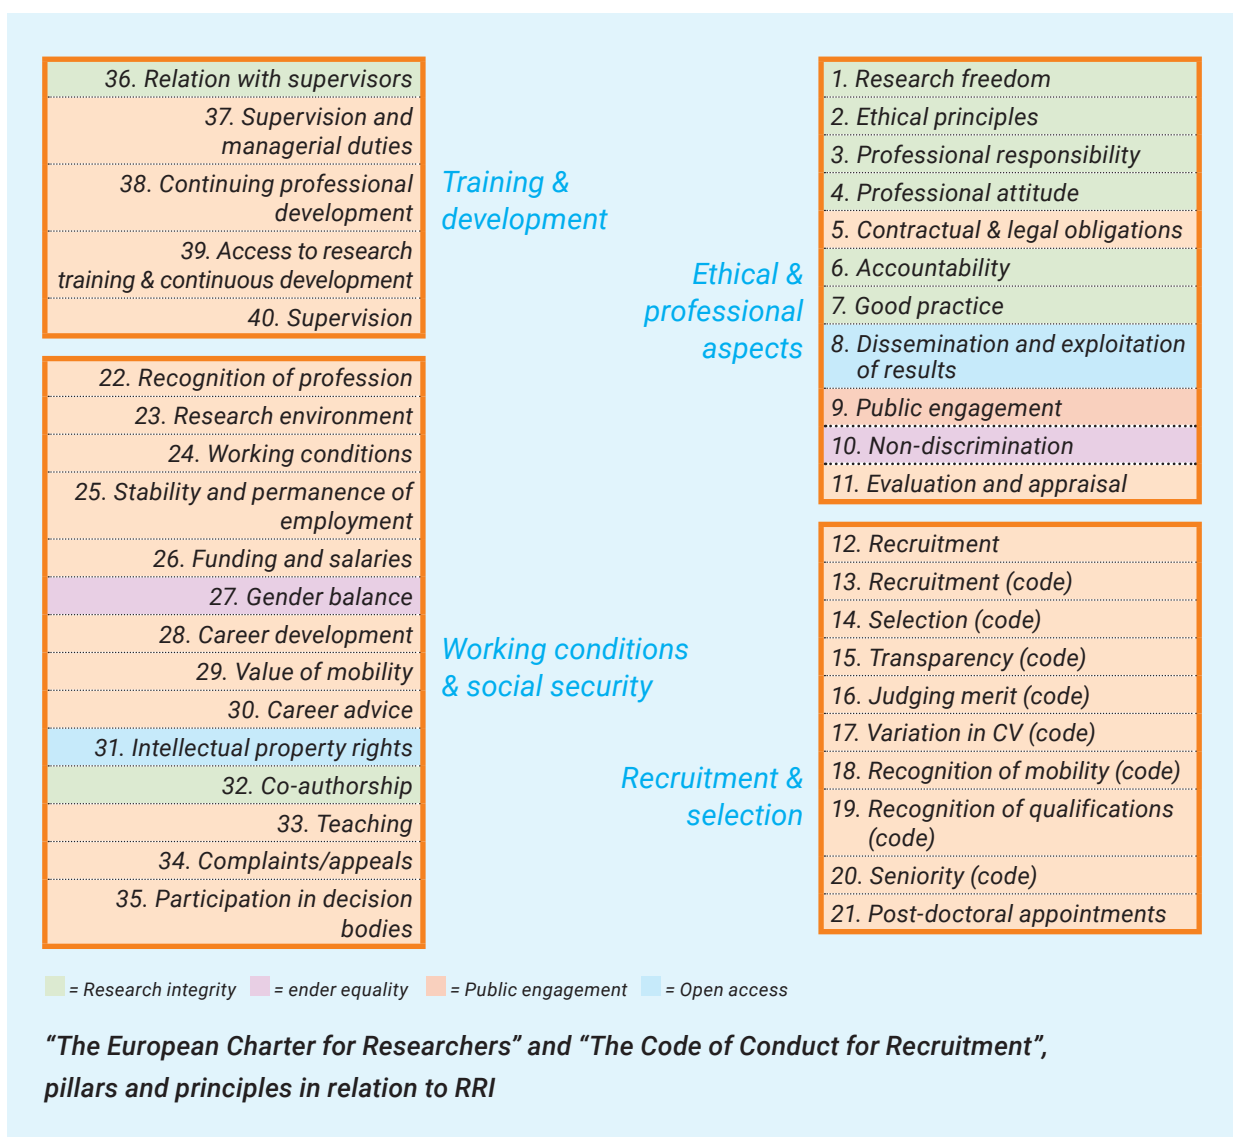 36. Relation with supervisors
37. Supervision and
managerial duties
38. Continuing professional
development
39. Access to research
training & continuous development
40. Supervision
Training &
development
22. Recognition of profession
23. Research environment
24. Working conditions
25. Stability and permanence of
employment
26. Funding and salaries
27. Gender balance
28. Career development
29. Value of mobility
30. Career advice
31. Intellectual property rights
32. Co-authorship
33. Teaching
34. Complaints/appeals
35. Participation in decision
bodies
Working conditions
& social security
Ethical &
professional
aspects
1. Research freedom
2. Ethical principles
3. Professional responsibility
4. Professional attitude
5. Contractual & legal obligations
6. Accountability
7. Good practice
8. Dissemination and exploitation
of results
9. Public engagement
10. Non-discrimination
11. Evaluation and appraisal
Recruitment &
selection
12. Recruitment
13. Recruitment (code)
14. Selection (code)
15. Transparency (code)
16. Judging merit (code)
17. Variation in CV (code)
18. Recognition of mobility (code)
19. Recognition of qualifications
(code)
20. Seniority (code)
21. Post-doctoral appointments
= Research integrity = ender equality = Public engagement = Open access
“The European Charter for Researchers” and “The Code of Conduct for Recruitment”,
pillars and principles in relation to RRI